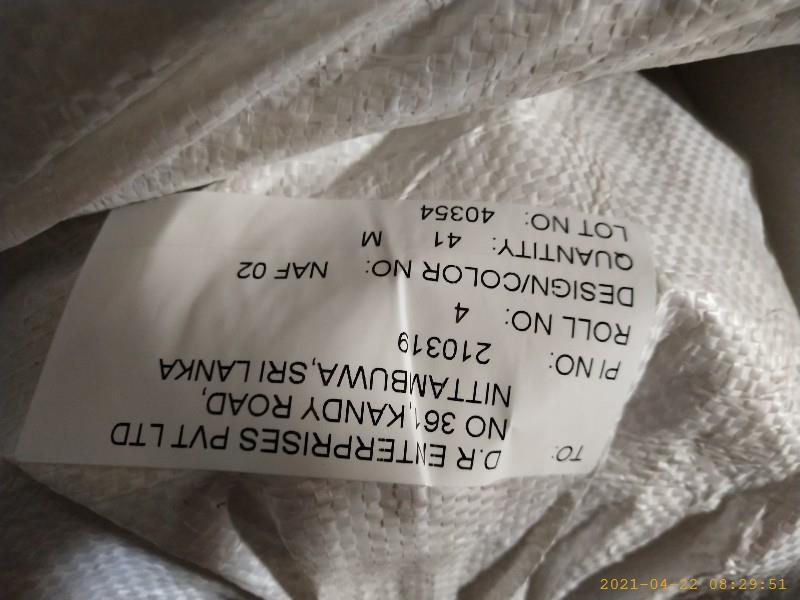 TO: D.R ENTERPRISES PVT LTD
NO 361,KANDY ROAD,
NITTAMBUWA,SRI LANKA
PI NO: 210319
ROLL NO: 4
DESIGN/COLOR NO: NAF 02
QUANTITY: 41 M
LOT NO: 40354
2021-04-22 08:29:51